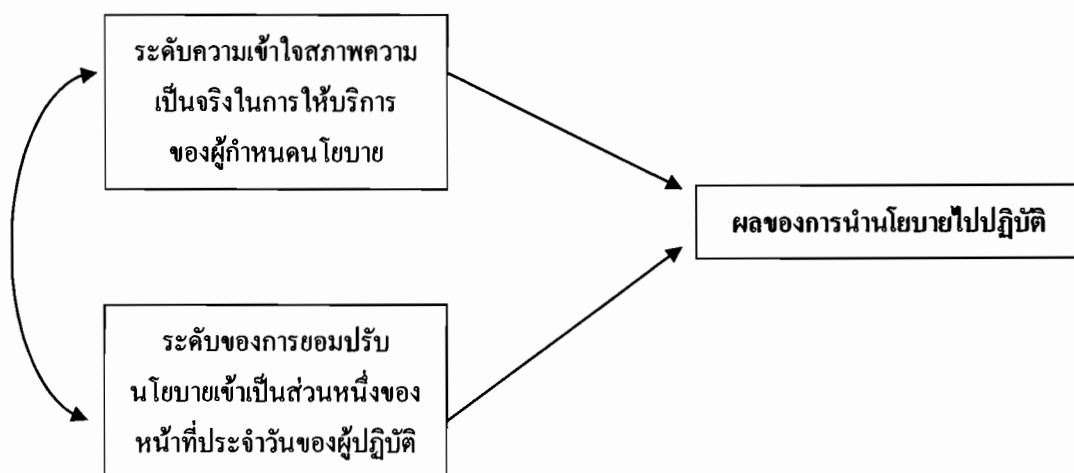 ระดับความเข้าใจสภาพความ
เป็นจริงในการให้บริการ
ของผู้กำหนดนโยบาย
ผลของการนำนโยบายไปปฏิบัติ
ระดับของการยอมปรับ
นโยบายเข้าเป็นส่วนหนึ่งของ
หน้าที่ประจำวันของผู้ปฏิบัติ